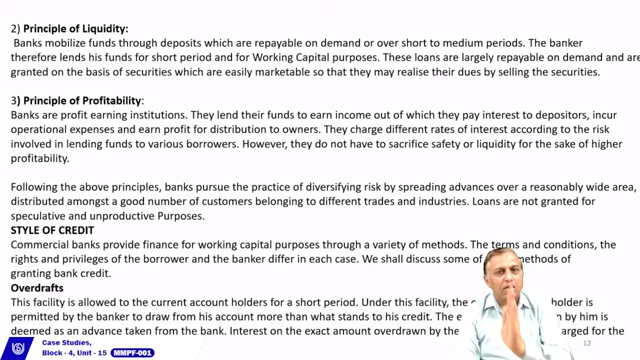 2) Principle of Liquidity:
Banks mobilize funds through deposits which are repayable on demand or over short to medium periods. The banker
therefore lends his funds for short period and for Working Capital purposes. These loans are largely repayable on demand and are
granted on the basis of securities which are easily marketable so that they may realise their dues by selling the securities.
3) Principle of Profitability:
Banks are profit earning institutions. They lend their funds to earn income out of which they pay interest to depositors, incur
operational expenses and earn profit for distribution to owners. They charge different rates of interest according to the risk
involved in lending funds to various borrowers. However, they do not have to sacrifice safety or liquidity for the sake of higher
profitability.
Following the above principles, banks pursue the practice of diversifying risk by spreading advances over a reasonably wide area,
distributed amongst a good number of customers belonging to different trades and industries. Loans are not granted for
speculative and unproductive Purposes.
STYLE OF CREDIT
Commercial banks provide finance for working capital purposes through a variety of methods. The terms and conditions, the
rights and privileges of the borrower and the banker differ in each case. We shall discuss some of methods of
granting bank credit.
Overdrafts
This facility is allowed to the current account holders for a short period. Under this facility, the holder is
permitted by the banker to draw from his account more than what stands to his credit. The by him is
deemed as an advance taken from the bank. Interest on the exact amount overdrawn by the for the
12
Case Studies,
Block - 4, Unit - 15 MMPF-001